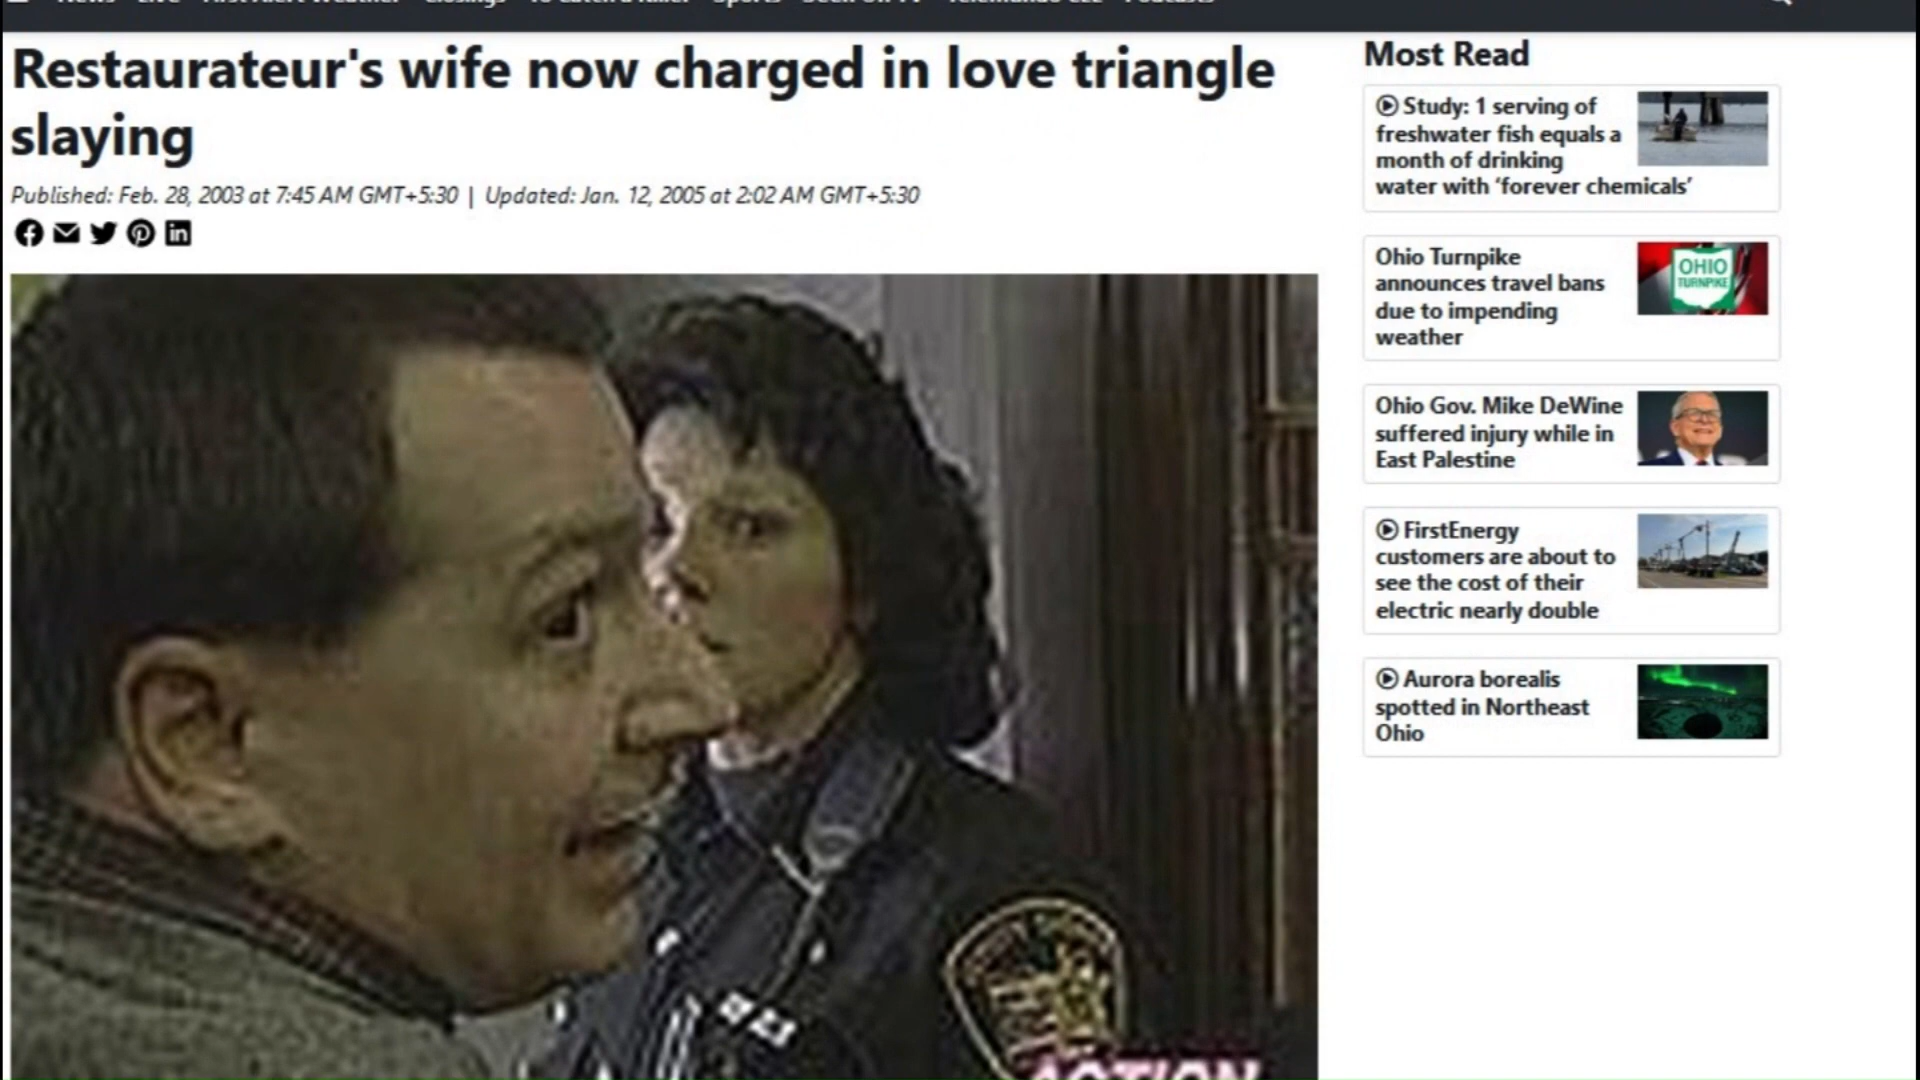 Restaurateur's wife now charged in love triangle
slaying
Published: Feb. 28, 2003 at 7:45 AM GMT+5:30 | Updated: Jan. 12, 2005 at 2:02 AM GMT+5:30
Most Read
Study: 1 serving of
freshwater fish equals a
month of drinking
water with ‘forever chemicals’
Ohio Turnpike
announces travel bans
due to impending
weather
OHIO
TURNPIKE
Ohio Gov. Mike DeWine
suffered injury while in
East Palestine
FirstEnergy
customers are about to
see the cost of their
electric nearly double
Aurora borealis
spotted in Northeast
Ohio
ACTION